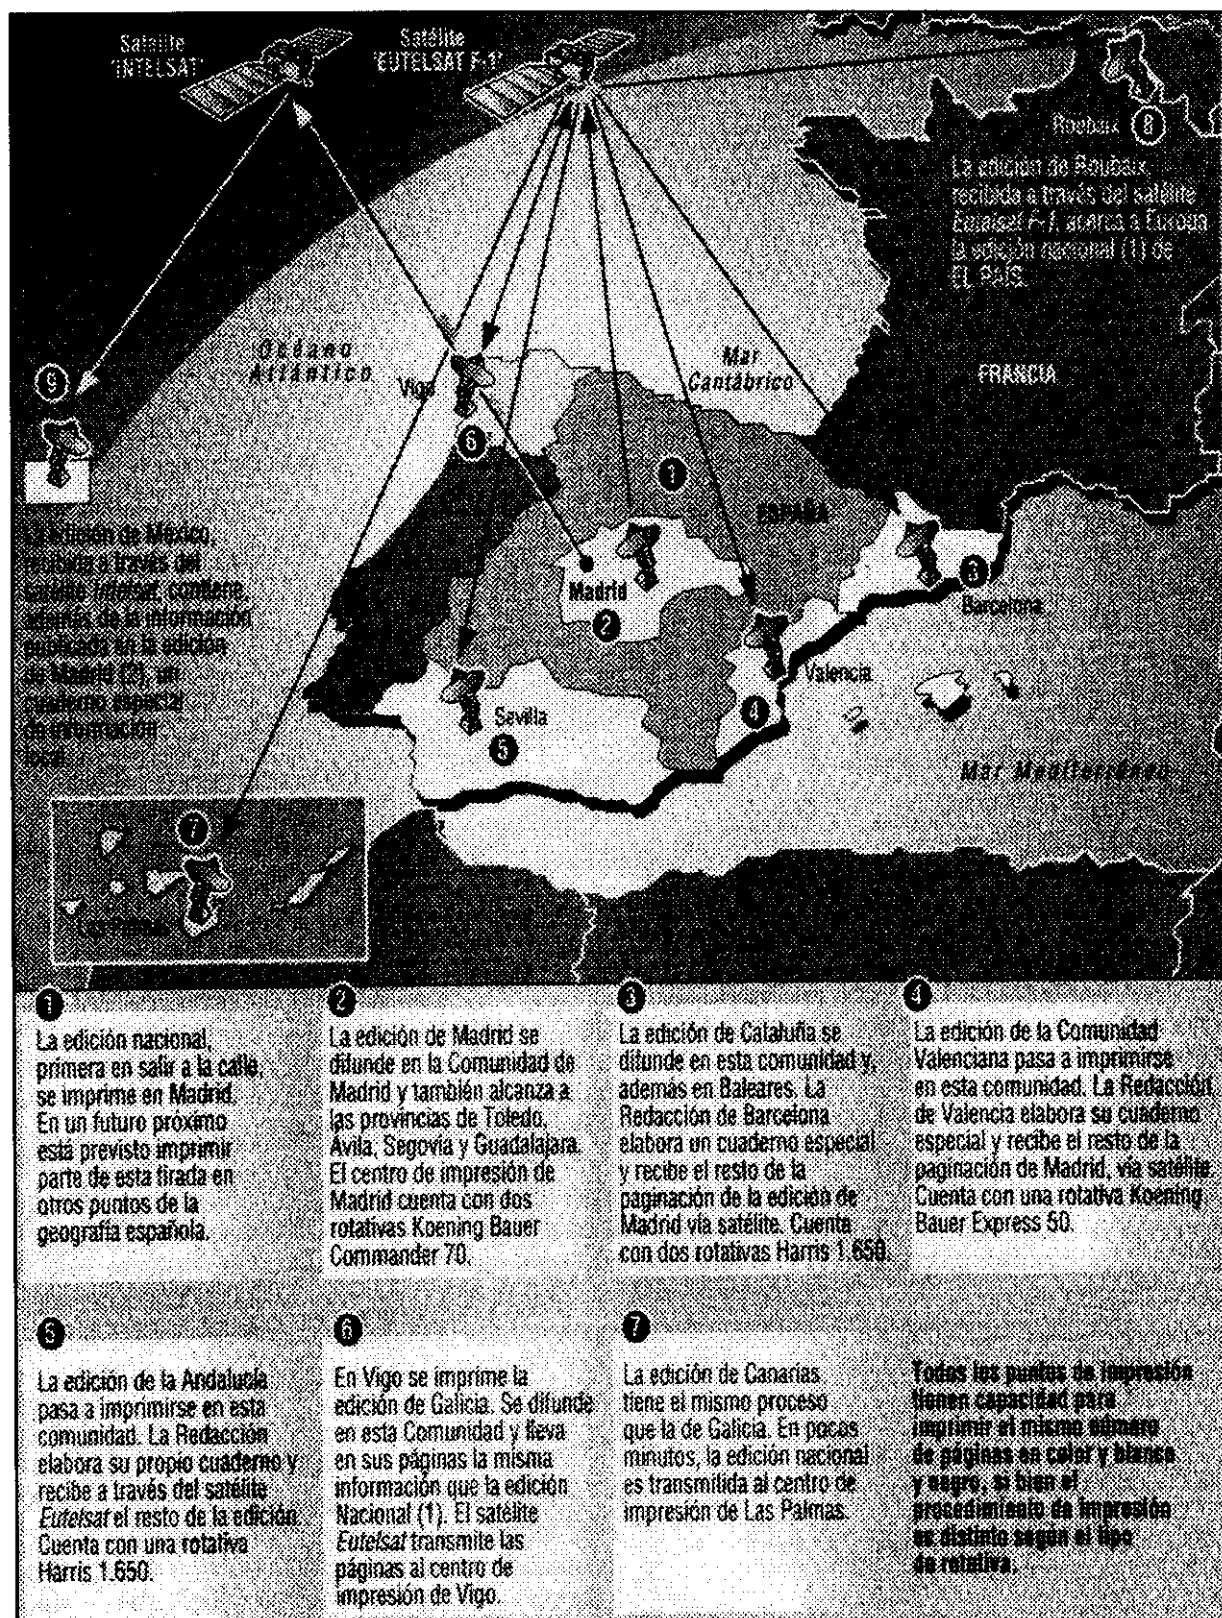 Satélite
'INTELSAT'
Satélite
'EUTELSAT F-1'
Roubaix 8
La edición de Roubaix,
recibida a través del satélite
Eutelsat F-1, acerca a Europa
la edición nacional (1) de
EL PAÍS.
Océano
Atlántico
Mar
Cantábrico
FRANCIA
9
Vigo
6
1
ESPAÑA
La edición de México,
recibida a través del
satélite Intelsat, contiene,
además de la información
publicada en la edición
de Madrid (2), un
cuaderno especial
de información
local.
Madrid
2
3
Barcelona
Valencia
4
Sevilla
5
Mar Mediterráneo
7
Las Palmas
1
La edición nacional,
primera en salir a la calle,
se imprime en Madrid.
En un futuro próximo
está previsto imprimir
parte de esta tirada en
otros puntos de la
geografía española.
2
La edición de Madrid se
difunde en la Comunidad de
Madrid y también alcanza a
las provincias de Toledo,
Ávila, Segovia y Guadalajara.
El centro de impresión de
Madrid cuenta con dos
rotativas Koening Bauer
Commander 70.
3
La edición de Cataluña se
difunde en esta comunidad y,
además en Baleares. La
Redacción de Barcelona
elabora un cuaderno especial
y recibe el resto de la
paginación de la edición de
Madrid vía satélite. Cuenta
con dos rotativas Harris 1.650.
4
La edición de la Comunidad
Valenciana pasa a imprimirse
en esta comunidad. La Redacción
de Valencia elabora su cuaderno
especial y recibe el resto de la
paginación de Madrid, vía satélite.
Cuenta con una rotativa Koening
Bauer Express 50.
5
La edición de la Andalucía
pasa a imprimirse en esta
comunidad. La Redacción
elabora su propio cuaderno y
recibe a través del satélite
Eutelsat el resto de la edición.
Cuenta con una rotativa
Harris 1.650.
6
En Vigo se imprime la
edición de Galicia. Se difunde
en esta Comunidad y lleva
en sus páginas la misma
información que la edición
Nacional (1). El satélite
Eutelsat transmite las
páginas al centro de
impresión de Vigo.
7
La edición de Canarias
tiene el mismo proceso
que la de Galicia. En pocos
minutos, la edición nacional
es transmitida al centro de
impresión de Las Palmas.
Todos los puntos de impresión
tienen capacidad para
imprimir el mismo número
de páginas en color y blanco
y negro, si bien el
procedimiento de impresión
es distinto según el tipo
de rotativa.